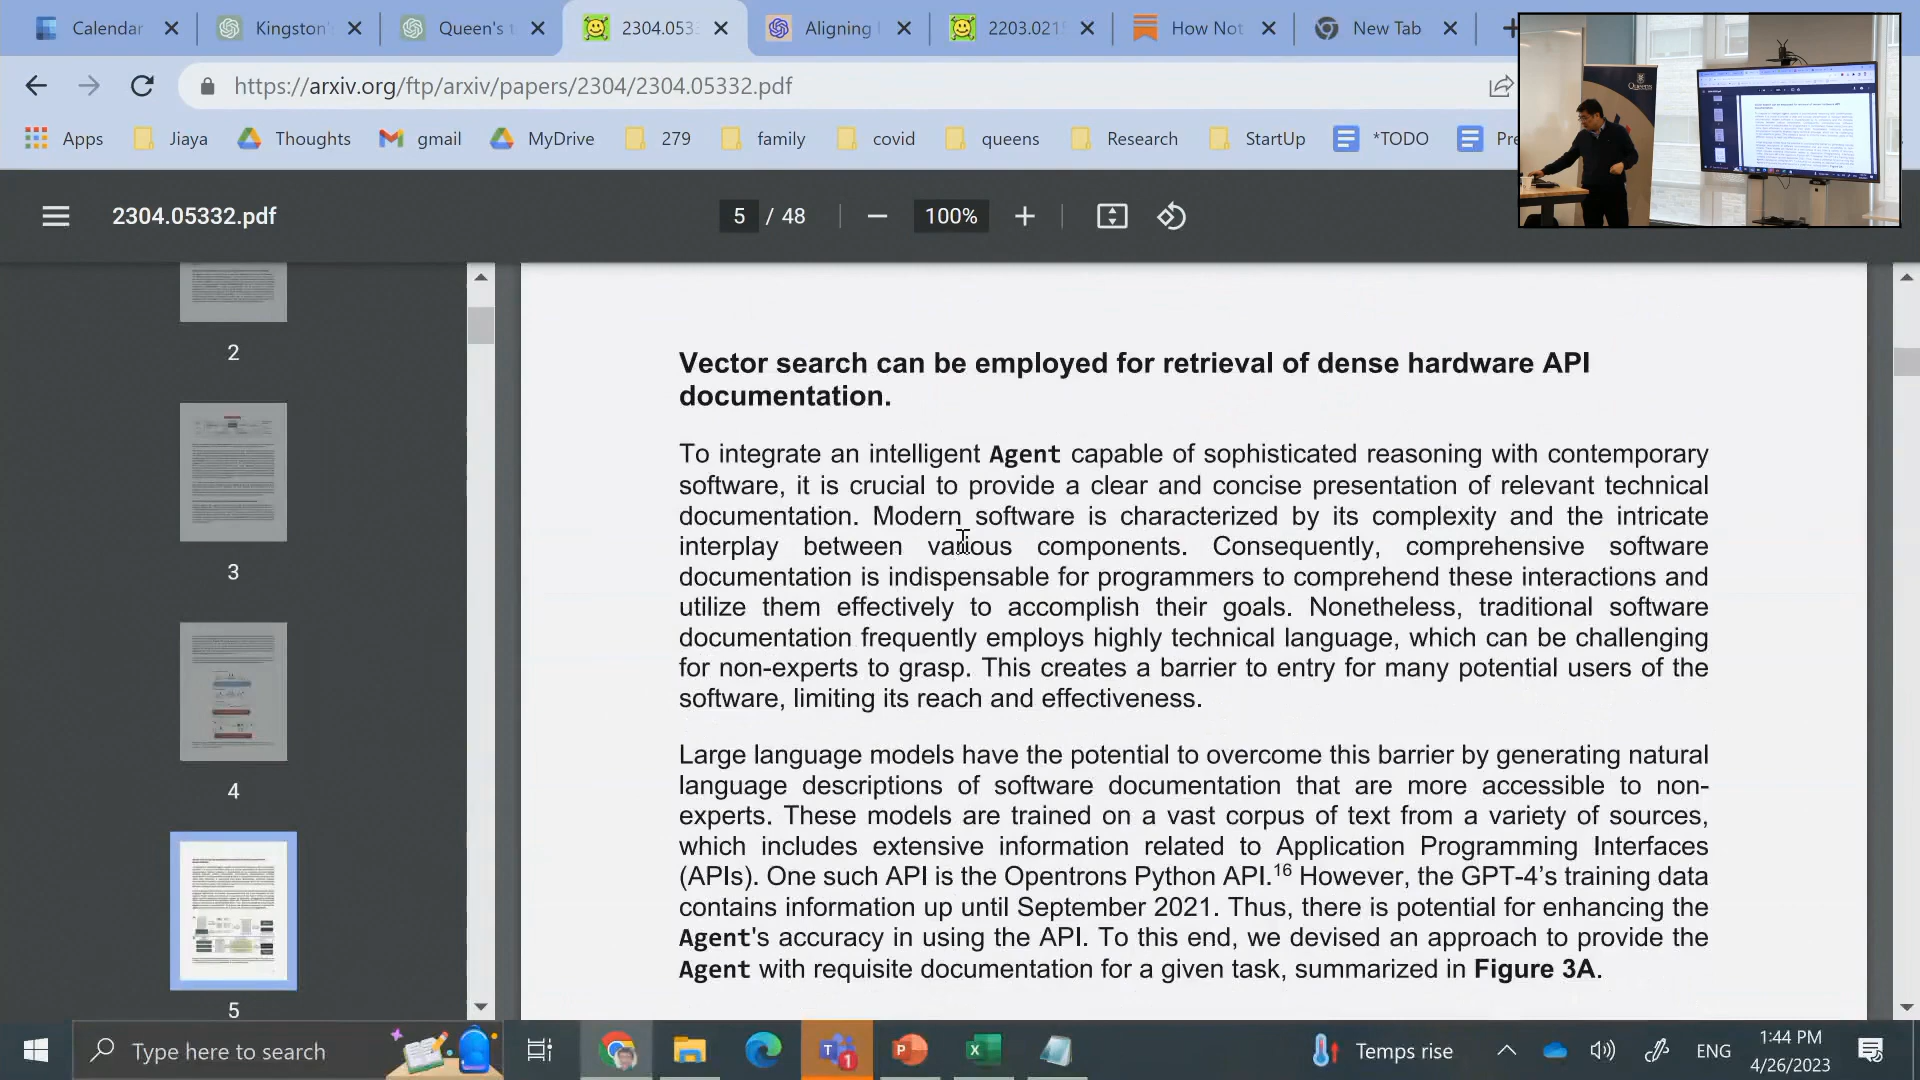 Calendar
Kingston'
Queen's t
2304.0533
Aligning
2203.0215
How Not
New Tab
https://arxiv.org/ftp/arxiv/papers/2304/2304.05332.pdf
Apps
Jiaya
Thoughts
gmail
MyDrive
279
family
covid
queens
Research
StartUp
*TODO
Pre
Queen's
2304.05332.pdf
5 / 48
100%
2
3
4
5
Vector search can be employed for retrieval of dense hardware API
documentation.
To integrate an intelligent Agent capable of sophisticated reasoning with contemporary
software, it is crucial to provide a clear and concise presentation of relevant technical
documentation. Modern software is characterized by its complexity and the intricate
interplay between various components. Consequently, comprehensive software
documentation is indispensable for programmers to comprehend these interactions and
utilize them effectively to accomplish their goals. Nonetheless, traditional software
documentation frequently employs highly technical language, which can be challenging
for non-experts to grasp. This creates a barrier to entry for many potential users of the
software, limiting its reach and effectiveness.
Large language models have the potential to overcome this barrier by generating natural
language descriptions of software documentation that are more accessible to non-
experts. These models are trained on a vast corpus of text from a variety of sources,
which includes extensive information related to Application Programming Interfaces
(APIs). One such API is the Opentrons Python API.16 However, the GPT-4's training data
contains information up until September 2021. Thus, there is potential for enhancing the
Agent's accuracy in using the API. To this end, we devised an approach to provide the
Agent with requisite documentation for a given task, summarized in Figure 3A.
Type here to search
1
Temps rise
ENG
1:44 PM
4/26/2023